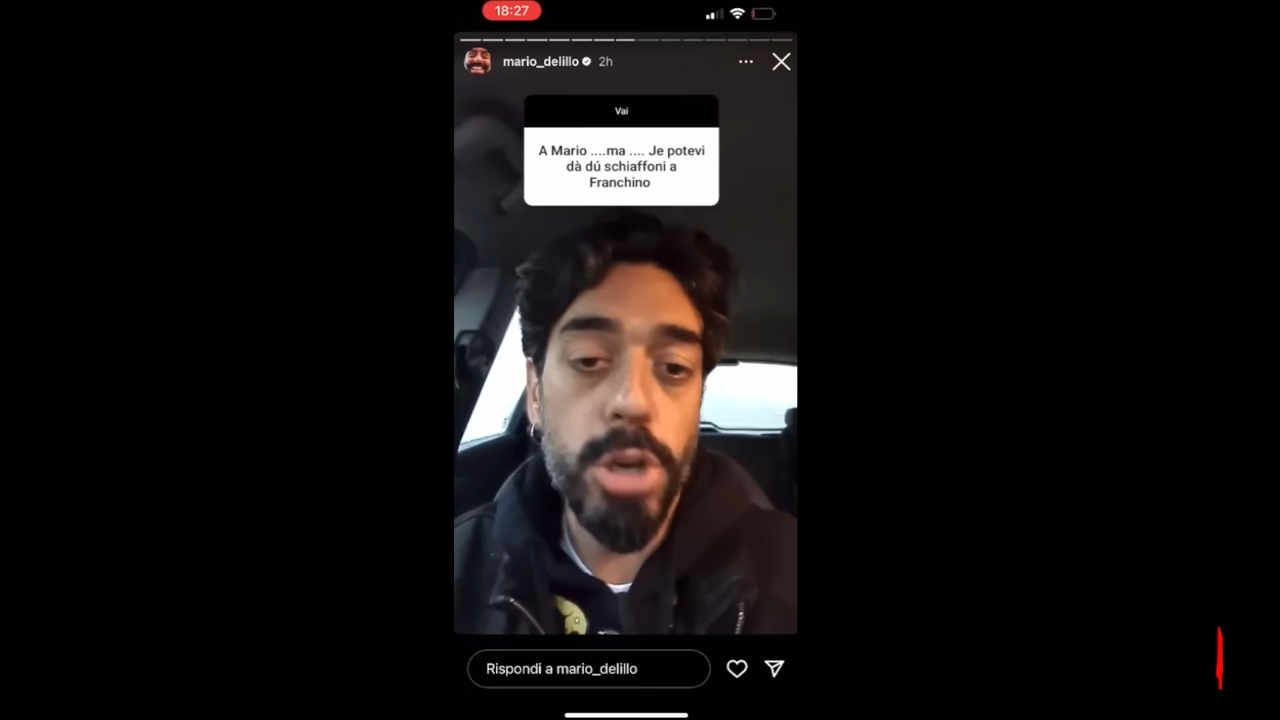 18:27
mario_delillo 2h
Vai
A Mario ....ma .... Je potevi
dà dú schiaffoni a
Franchino
Rispondi a mario_delillo